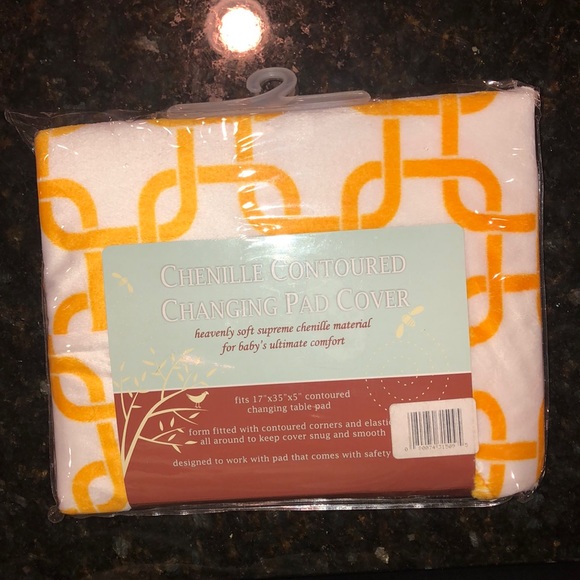 CHENILLE CONTOURED
CHANGING PAD COVER
heavenly soft supreme chenille material
for baby's ultimate comfort
fits 17"x35"x5" contoured
changing table pad
form fitted with contoured corners and elastic
all around to keep cover snug and smooth
designed to work with pad that comes with safety